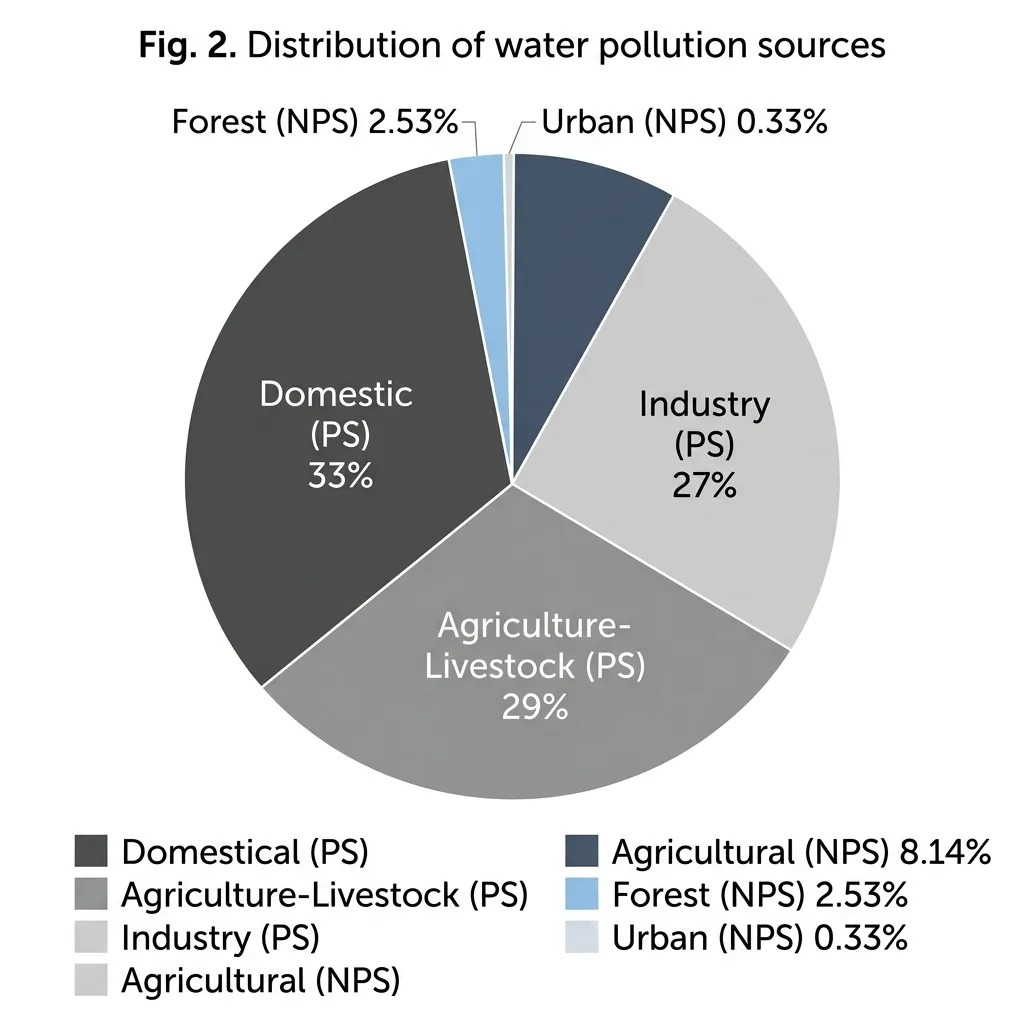 Fig. 2. Distribution of water pollution sources
Forest (NPS) 2.53%
Urban (NPS) 0.33%
Domestic
(PS)
33%
Industry
(PS)
27%
Agriculture-
Livestock (PS)
29%
Domestical (PS)
Agriculture-Livestock (PS)
Industry (PS)
Agricultural (NPS)
Agricultural (NPS) 8.14%
Forest (NPS) 2.53%
Urban (NPS) 0.33%